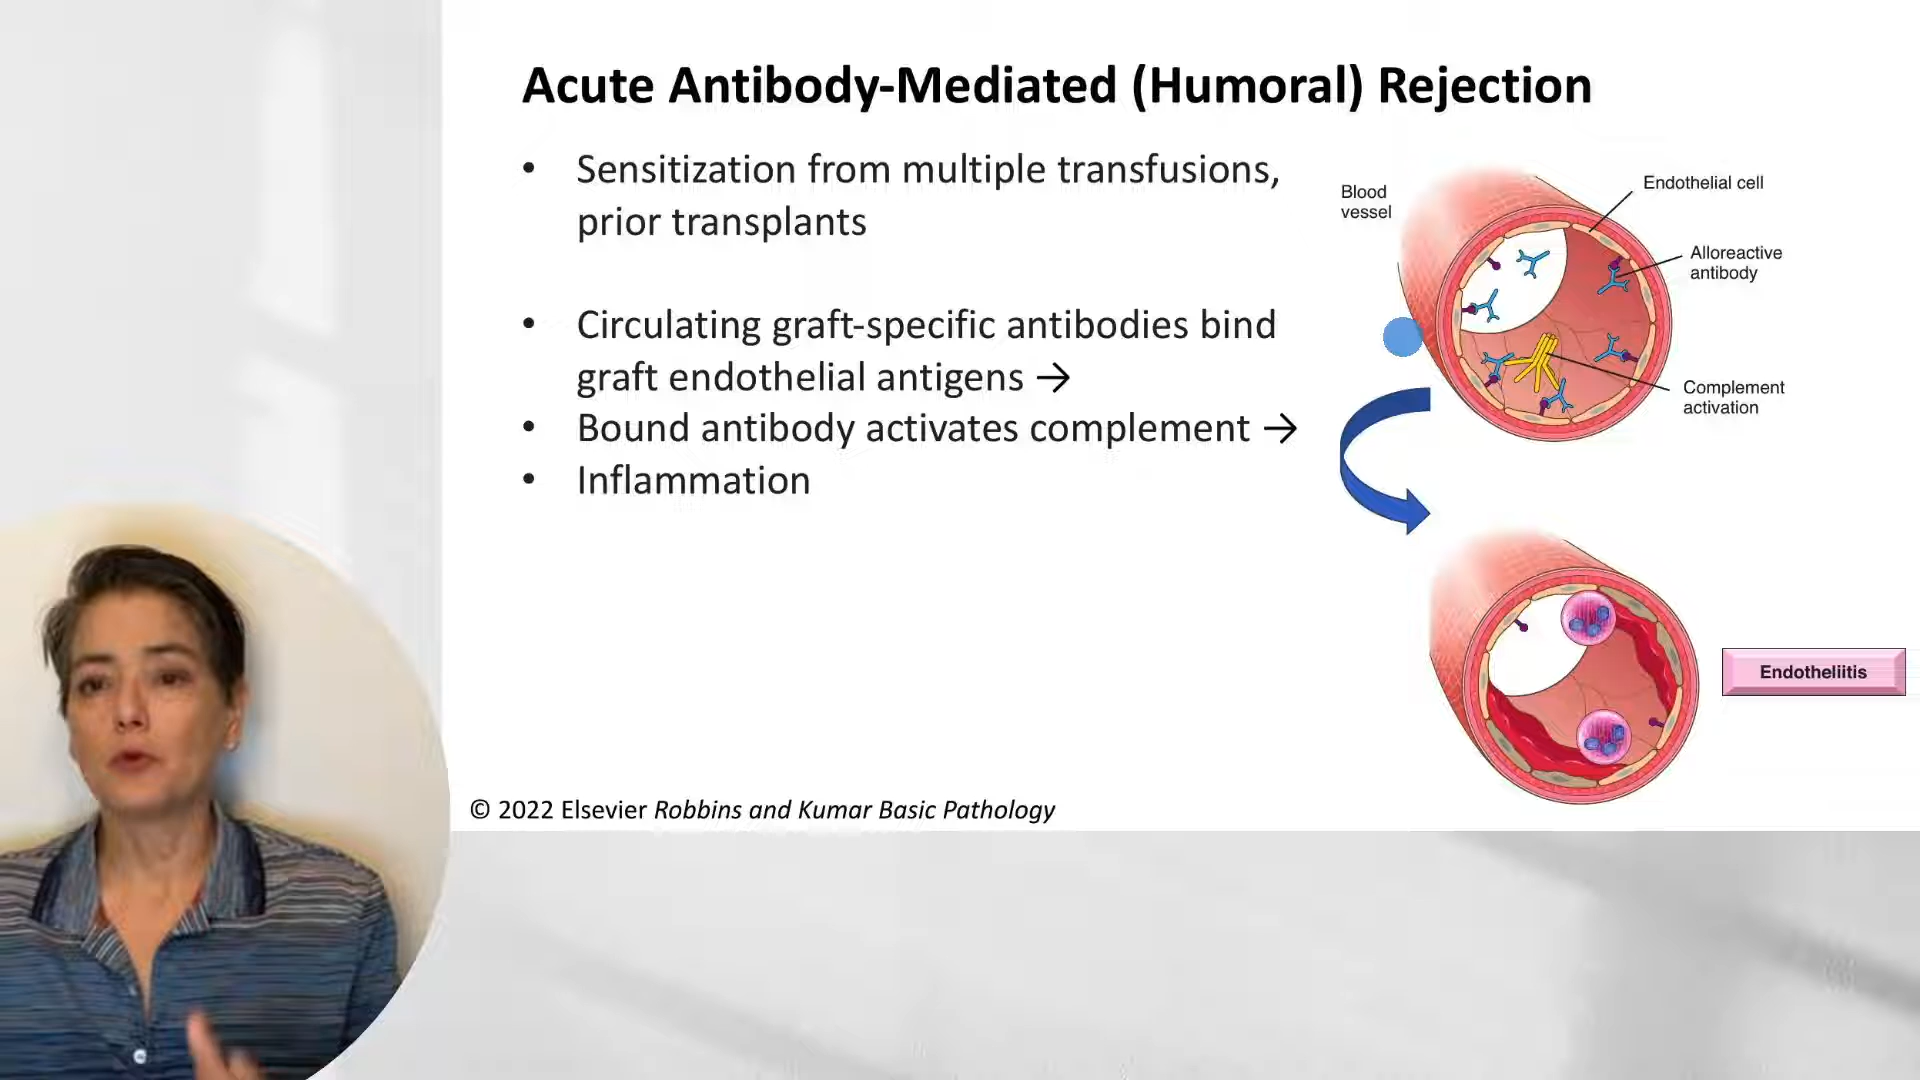 Acute Antibody-Mediated (Humoral) Rejection
• Sensitization from multiple transfusions,
prior transplants
• Circulating graft-specific antibodies bind
graft endothelial antigens →
• Bound antibody activates complement →
• Inflammation
Blood
vessel
Endothelial cell
Alloreactive
antibody
Complement
activation
Endotheliitis
© 2022 Elsevier Robbins and Kumar Basic Pathology